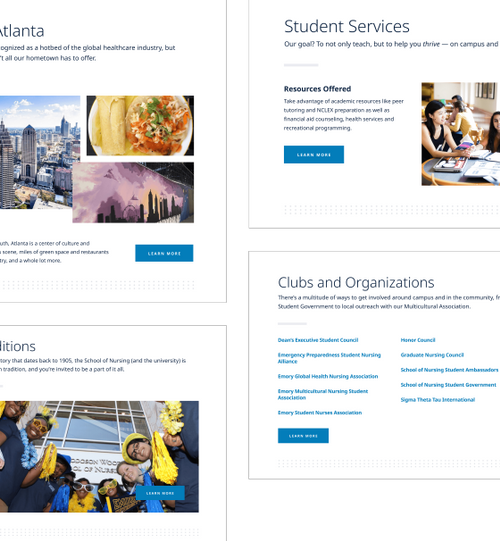 Atlanta
cognized as a hotbed of the global healthcare industry, but
't all our hometown has to offer.
uth, Atlanta is a center of culture and
s scene, miles of green space and restaurants
try, and a whole lot more.
LEARN MORE
ditions
tory that dates back to 1905, the School of Nursing (and the university) is
n tradition, and you're invited to be a part of it all.
LEARN MORE
Student Services
Our goal? To not only teach, but to help you thrive — on campus and
Resources Offered
Take advantage of academic resources like peer
tutoring and NCLEX preparation as well as
financial aid counseling, health services and
recreational programming.
LEARN MORE
Clubs and Organizations
There's a multitude of ways to get involved around campus and in the community, fr
Student Government to local outreach with our Multicultural Association.
Dean's Executive Student Council
Emergency Preparedness Student Nursing
Alliance
Emory Global Health Nursing Association
Emory Multicultural Nursing Student
Association
Emory Student Nurses Association
Honor Council
Graduate Nursing Council
School of Nursing Student Ambassadors
School of Nursing Student Government
Sigma Theta Tau International
LEARN MORE